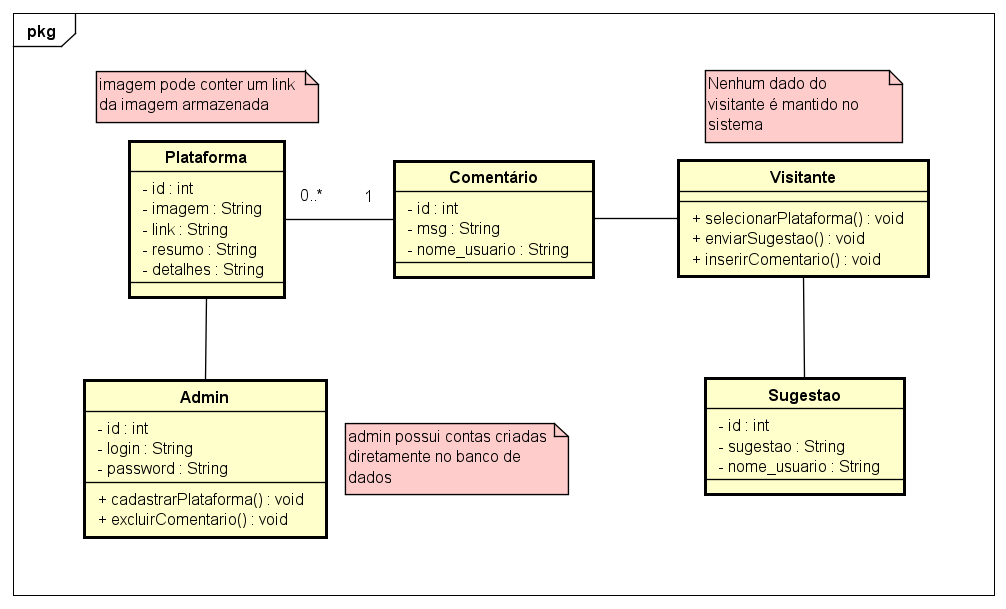 pkg
imagem pode conter um link
da imagem armazenada
Nenhum dado do
visitante é mantido no
sistema
Plataforma
- id : int
- imagem : String
- link : String
- resumo : String
- detalhes : String
0..*
1
Comentário
- id : int
- msg : String
- nome_usuario : String
Visitante
+ selecionarPlataforma() : void
+ enviarSugestao() : void
+ inserirComentario() : void
Admin
- id : int
- login : String
- password : String
+ cadastrarPlataforma() : void
+ excluirComentario() : void
admin possui contas criadas
diretamente no banco de
dados
Sugestao
- id : int
- sugestao : String
- nome_usuario : String